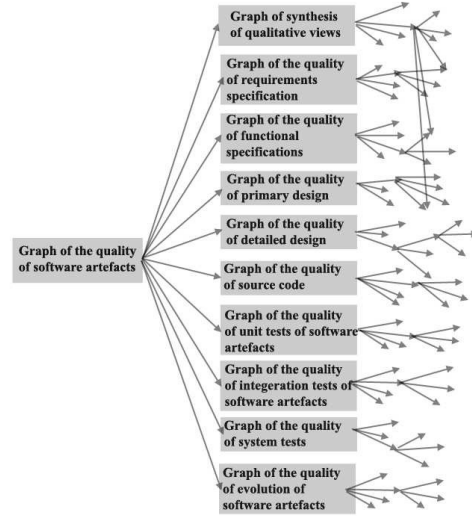 Graph of synthesis
of qualitative views
Graph of the quality
of requirements
specification
Graph of the quality
of functional
specifications
Graph of the quality
of primary design
Graph of the quality
of detailed design
Graph of the quality
of software artefacts
Graph of the quality
of source code
Graph of the quality
of unit tests of software
artefacts
Graph of the quality
of integeration tests of
software artefacts
Graph of the quality
of system tests
Graph of the quality
of evolution of
software artefacts